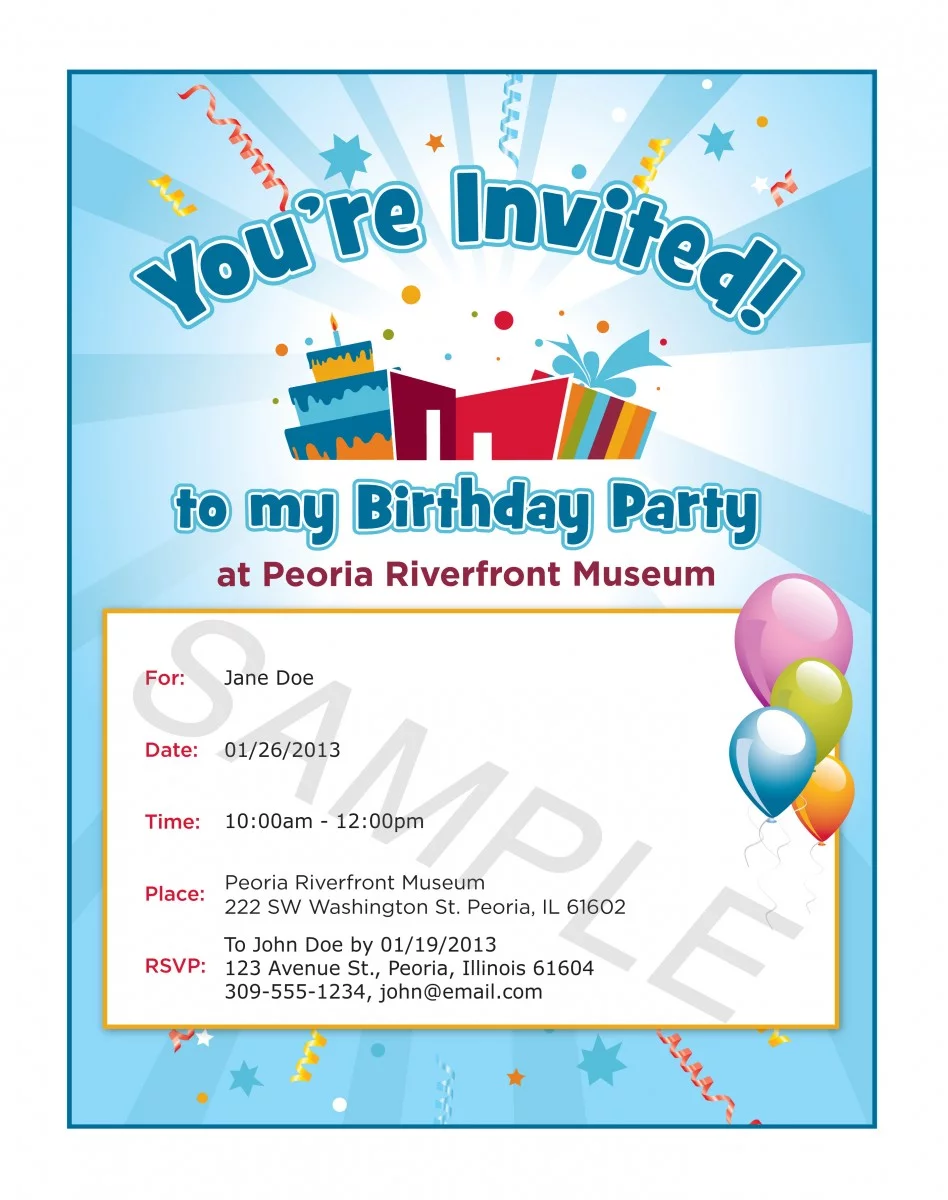 You're Invited!
to my Birthday Party
at Peoria Riverfront Museum
For: Jane Doe
Date: 01/26/2013
Time: 10:00am - 12:00pm
Place: Peoria Riverfront Museum
222 SW Washington St. Peoria, IL 61602
RSVP: To John Doe by 01/19/2013
123 Avenue St., Peoria, Illinois 61604
309-555-1234, john@email.com
SAMPLE